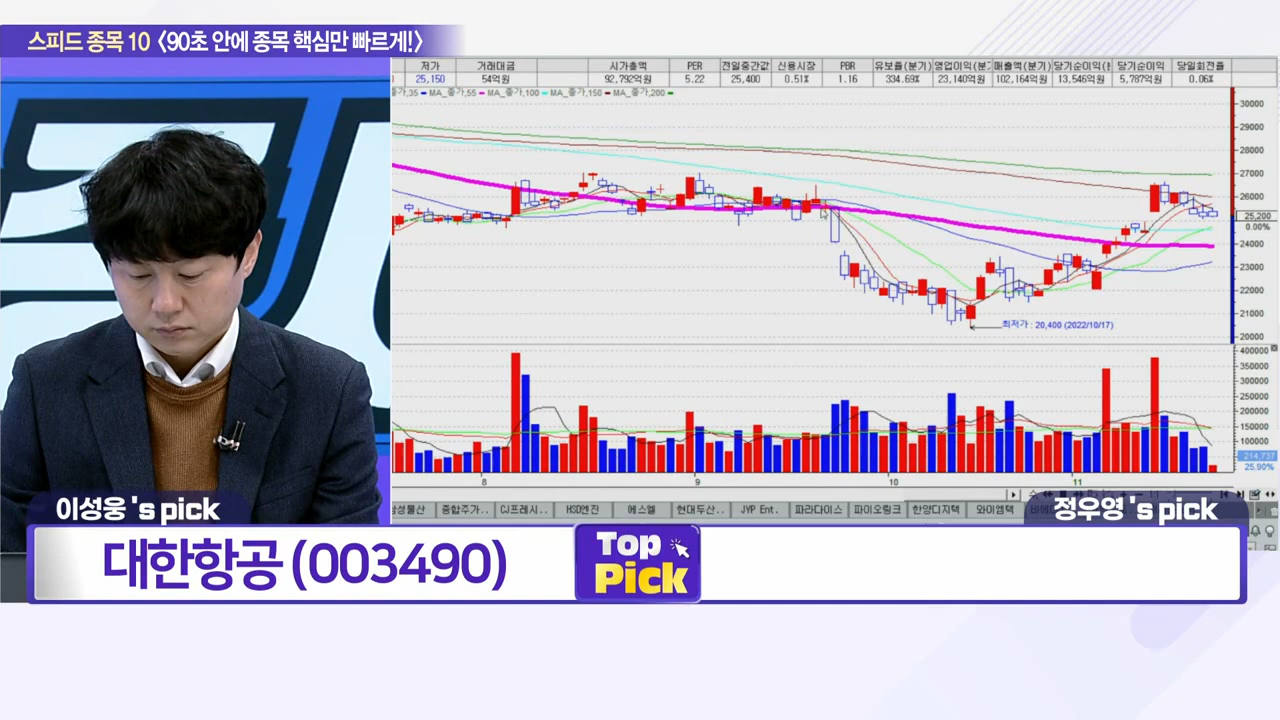 스피드 종목 10 〈90초 안에 종목 핵심만 빠르게!〉
저가 거래대금 시가총액 PER 전일중간값 신용시장 PBR 유보율(분기) 영업이익(분기 매출액(분기) 당기순이익(분 당기순이익 당일회전율
25,150 54억원 92,792억원 5.22 25,400 0.51% 1.16 334.69% 23,140억원 102,164억원 13,546억원 5,787억원 0.06%
종가,35 MA_종가,55 MA_종가,100 MA_종가,150 MA_종가,200
30000
29000
28000
27000
26000
25,200
0.00%
24000
23000
22000
21000
20000
최저가 : 20,400 (2022/10/17)
400000
350000
300000
250000
200000
150000
100000
214,737
25.90%
8 9 10 11
삼성물산 종합주가.. CJ프레시.. HSD엔진 에스엘 현대두산.. JYP Ent. 파라다이스 파이오링크 한양디지텍 와이엠텍
이성웅 's pick
정우영 's pick
대한항공 (003490)
Top
Pick